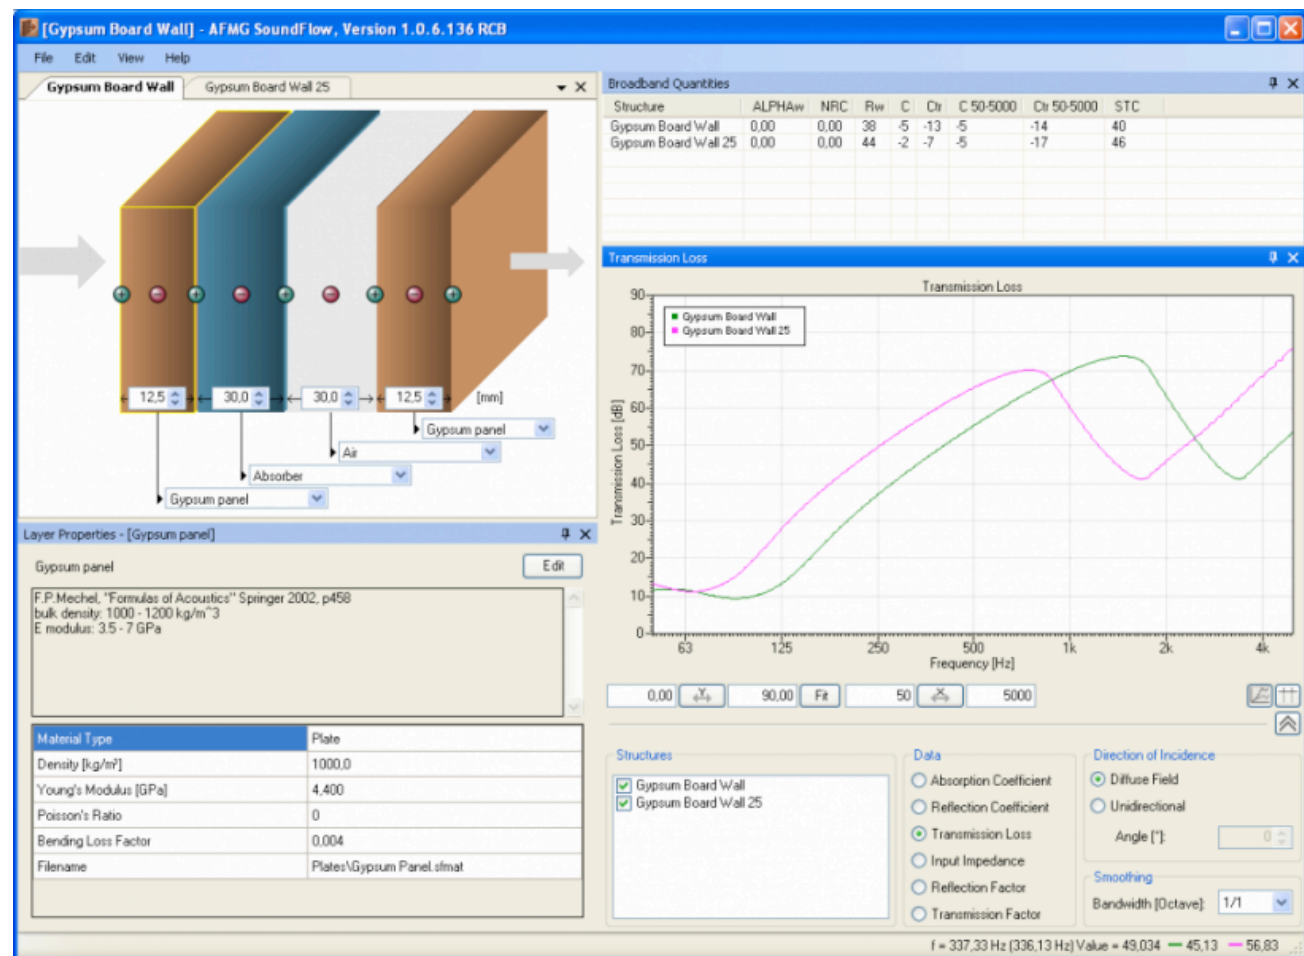 [Gypsum Board Wall] - AFMG SoundFlow, Version 1.0.6.136 RCB
File Edit View Help
Gypsum Board Wall Gypsum Board Wall 25
12,5 30,0 30,0 12,5 [mm]
Gypsum panel
Air
Absorber
Gypsum panel
Layer Properties - [Gypsum panel]
Gypsum panel Edit
F.P.Mechel, "Formulas of Acoustics" Springer 2002, p458
bulk density: 1000 - 1200 kg/m^3
E modulus: 3.5 - 7 GPa
Material Type Plate
Density [kg/m³] 1000,0
Young's Modulus [GPa] 4,400
Poisson's Ratio 0
Bending Loss Factor 0,004
Filename Plates\Gypsum Panel.sfmat
Broadband Quantities
Structure ALPHAw NRC Rw C Ctr C 50-5000 Ctr 50-5000 STC
Gypsum Board Wall 0,00 0,00 38 -5 -13 -5 -14 40
Gypsum Board Wall 25 0,00 0,00 44 -2 -7 -5 -17 46
Transmission Loss
Transmission Loss
Gypsum Board Wall
Gypsum Board Wall 25
Transmission Loss [dB]
90
80
70
60
50
40
30
20
10
0
63 125 250 500 1k 2k 4k
Frequency [Hz]
0,00 Y 90,00 Fit 50 X 5000
Structures
Gypsum Board Wall
Gypsum Board Wall 25
Data
Absorption Coefficient
Reflection Coefficient
Transmission Loss
Input Impedance
Reflection Factor
Transmission Factor
Direction of Incidence
Diffuse Field
Unidirectional
Angle [°]: 0
Smoothing
Bandwidth [Octave]: 1/1
f = 337,33 Hz (336,13 Hz) Value = 49,034 45,13 56,83